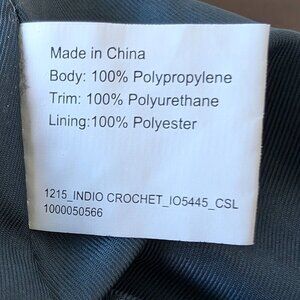 Made in China
Body: 100% Polypropylene
Trim: 100% Polyurethane
Lining:100% Polyester
1215_INDIO CROCHET_IO5445_CSL
1000050566